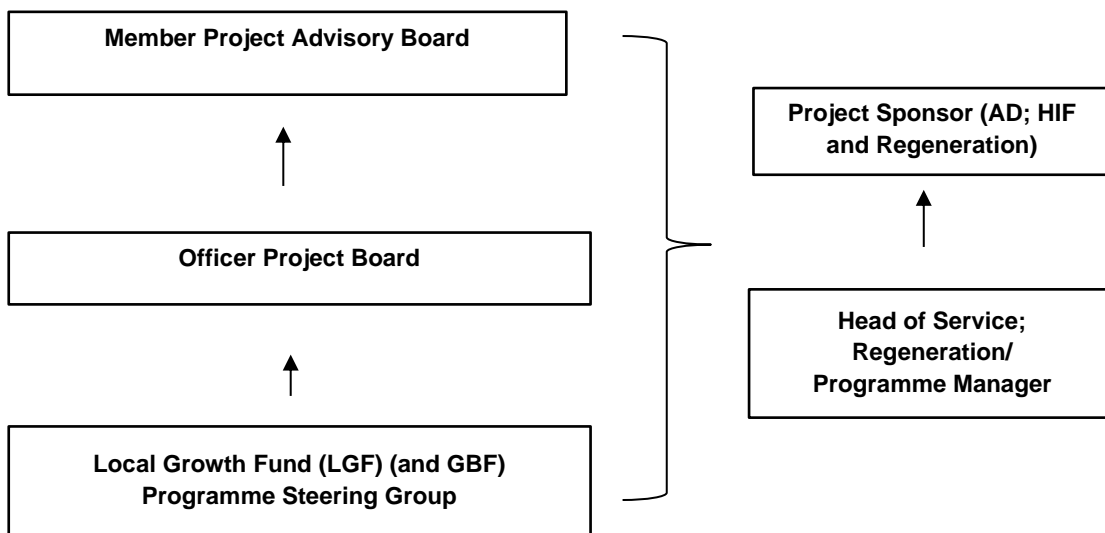 Member Project Advisory Board
Project Sponsor (AD; HIF
and Regeneration)
Officer Project Board
Head of Service;
Regeneration/
Programme Manager
Local Growth Fund (LGF) (and GBF)
Programme Steering Group